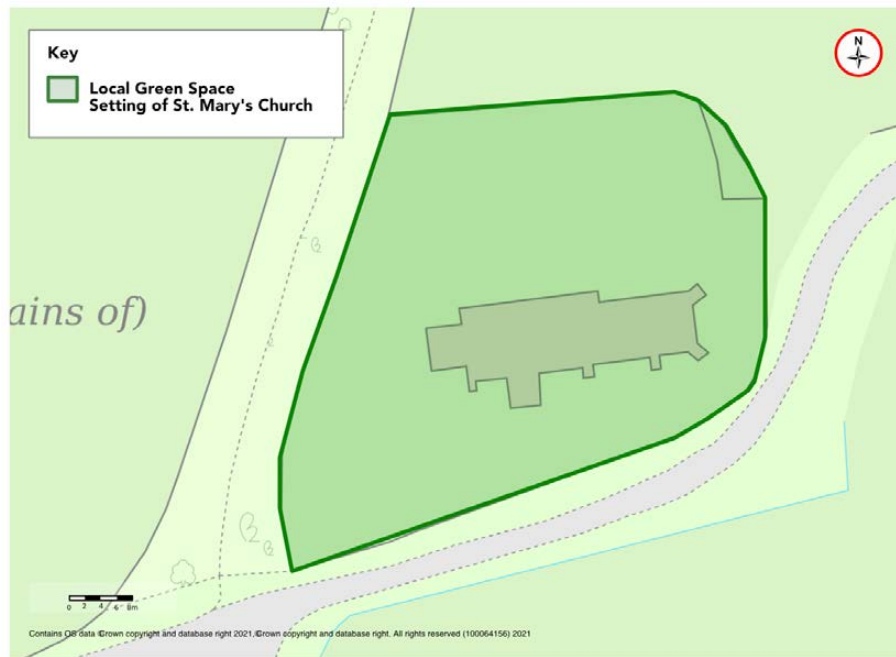 Key
Local Green Space
Setting of St. Mary's Church
N
ains of)
0 2 4 6 8m
Contains OS data ©Crown copyright and database right 2021,©Crown copyright and database right. All rights reserved (100064156) 2021